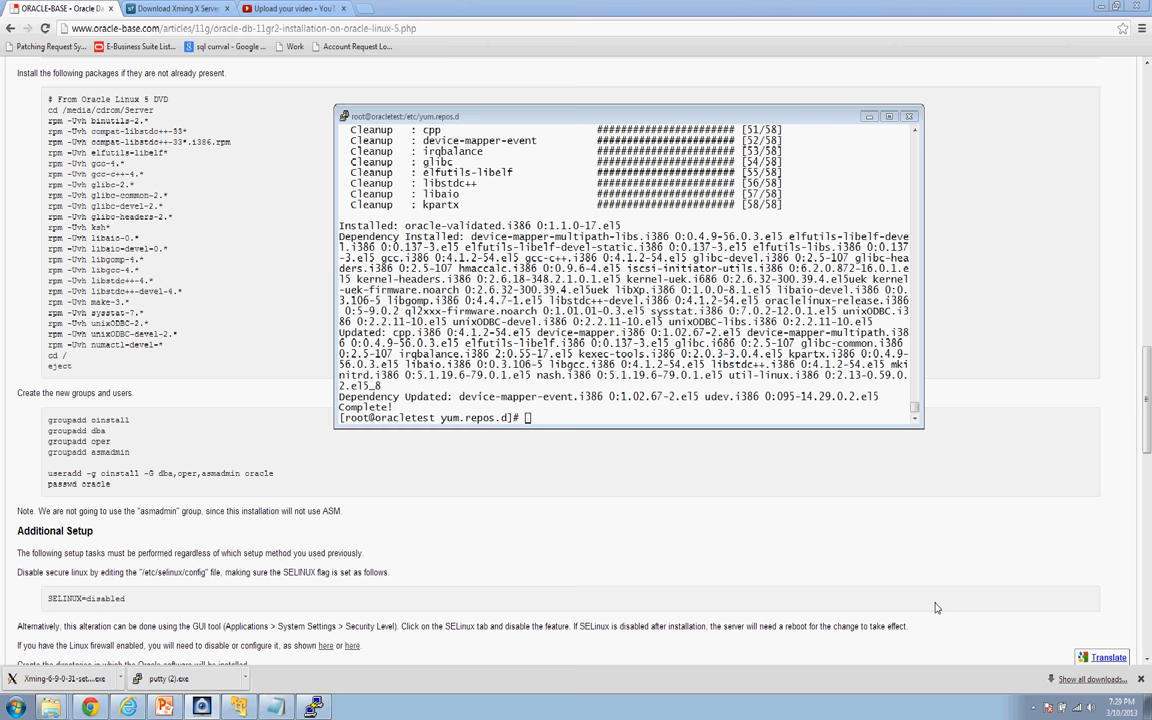 ORACLE-BASE - Oracle Da
Download Xming X Server
Upload your video - YouTub
www.oracle-base.com/articles/11g/oracle-db-11gr2-installation-on-oracle-linux-5.php
Patching Request Sy...
E-Business Suite List...
sql currval - Google ...
Work
Account Request Lo...
Install the following packages if they are not already present.
# From Oracle Linux 5 DVD
cd /media/cdrom/Server
rpm -Uvh binutils-2.*
rpm -Uvh compat-libstdc++-33*
rpm -Uvh compat-libstdc++-33*.i386.rpm
rpm -Uvh elfutils-libelf*
rpm -Uvh gcc-4.*
rpm -Uvh gcc-c++-4.*
rpm -Uvh glibc-2.*
rpm -Uvh glibc-common-2.*
rpm -Uvh glibc-devel-2.*
rpm -Uvh glibc-headers-2.*
rpm -Uvh ksh*
rpm -Uvh libaio-0.*
rpm -Uvh libaio-devel-0.*
rpm -Uvh libgomp-4.*
rpm -Uvh libgcc-4.*
rpm -Uvh libstdc++-4.*
rpm -Uvh libstdc++-devel-4.*
rpm -Uvh make-3.*
rpm -Uvh sysstat-7.*
rpm -Uvh unixODBC-2.*
rpm -Uvh unixODBC-devel-2.*
rpm -Uvh numactl-devel-*
cd /
eject
root@oracletest:/etc/yum.repos.d
Cleanup : cpp ####################### [51/58]
Cleanup : device-mapper-event ####################### [52/58]
Cleanup : irqbalance ####################### [53/58]
Cleanup : glibc ####################### [54/58]
Cleanup : elfutils-libelf ####################### [55/58]
Cleanup : libstdc++ ####################### [56/58]
Cleanup : libaio ####################### [57/58]
Cleanup : kpartx ####################### [58/58]
Installed: oracle-validated.i386 0:1.1.0-17.el5
Dependency Installed: device-mapper-multipath-libs.i386 0:0.4.9-56.0.3.el5 elfutils-libelf-deve
l.i386 0:0.137-3.el5 elfutils-libelf-devel-static.i386 0:0.137-3.el5 elfutils-libs.i386 0:0.137
-3.el5 gcc.i386 0:4.1.2-54.el5 gcc-c++.i386 0:4.1.2-54.el5 glibc-devel.i386 0:2.5-107 glibc-hea
ders.i386 0:2.5-107 hmaccalc.i386 0:0.9.6-4.el5 iscsi-initiator-utils.i386 0:6.2.0.872-16.0.1.e
l5 kernel-headers.i386 0:2.6.18-348.2.1.0.1.el5 kernel-uek.i686 0:2.6.32-300.39.4.el5uek kernel
-uek-firmware.noarch 0:2.6.32-300.39.4.el5uek libXp.i386 0:1.0.0-8.1.el5 libaio-devel.i386 0:0.
3.106-5 libgomp.i386 0:4.4.7-1.el5 libstdc++-devel.i386 0:4.1.2-54.el5 oraclelinux-release.i386
0:5-9.0.2 ql2xxx-firmware.noarch 0:1.01.01-0.3.el5 sysstat.i386 0:7.0.2-12.0.1.el5 unixODBC.i38
6 0:2.2.11-10.el5 unixODBC-devel.i386 0:2.2.11-10.el5 unixODBC-libs.i386 0:2.2.11-10.el5
Updated: cpp.i386 0:4.1.2-54.el5 device-mapper.i386 0:1.02.67-2.el5 device-mapper-multipath.i38
6 0:0.4.9-56.0.3.el5 elfutils-libelf.i386 0:0.137-3.el5 glibc.i686 0:2.5-107 glibc-common.i386
0:2.5-107 irqbalance.i386 2:0.55-17.el5 kexec-tools.i386 0:2.0.3-3.0.4.el5 kpartx.i386 0:0.4.9-
56.0.3.el5 libaio.i386 0:0.3.106-5 libgcc.i386 0:4.1.2-54.el5 libstdc++.i386 0:4.1.2-54.el5 mki
nitrd.i386 0:5.1.19.6-79.0.1.el5 nash.i386 0:5.1.19.6-79.0.1.el5 util-linux.i386 0:2.13-0.59.0.
2.el5_8
Dependency Updated: device-mapper-event.i386 0:1.02.67-2.el5 udev.i386 0:095-14.29.0.2.el5
Complete!
[root@oracletest yum.repos.d]#
Create the new groups and users.
groupadd oinstall
groupadd dba
groupadd oper
groupadd asmadmin
useradd -g oinstall -G dba,oper,asmadmin oracle
passwd oracle
Note. We are not going to use the "asmadmin" group, since this installation will not use ASM.
Additional Setup
The following setup tasks must be performed regardless of which setup method you used previously.
Disable secure linux by editing the "/etc/selinux/config" file, making sure the SELINUX flag is set as follows.
SELINUX=disabled
Alternatively, this alteration can be done using the GUI tool (Applications > System Settings > Security Level). Click on the SELinux tab and disable the feature. If SELinux is disabled after installation, the server will need a reboot for the change to take effect.
If you have the Linux firewall enabled, you will need to disable or configure it, as shown here or here.
Create the directories in which the Oracle software will be installed.
Translate
Xming-6-9-0-31-set....exe
putty (2).exe
Show all downloads...
7:29 PM
3/10/2013